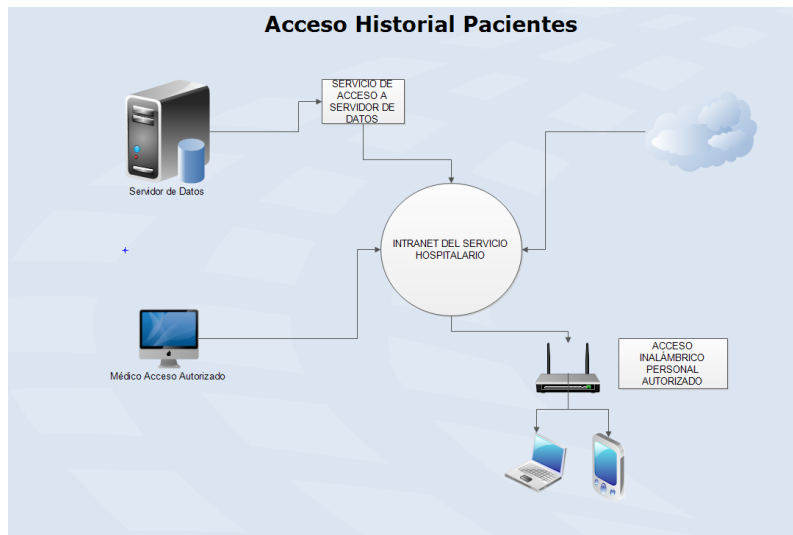 Acceso Historial Pacientes
SERVICIO DE
ACCESO A
SERVIDOR DE
DATOS
Servidor de Datos
INTRANET DEL SERVICIO
HOSPITALARIO
Médico Acceso Autorizado
ACCESO
INALÁMBRICO
PERSONAL
AUTORIZADO